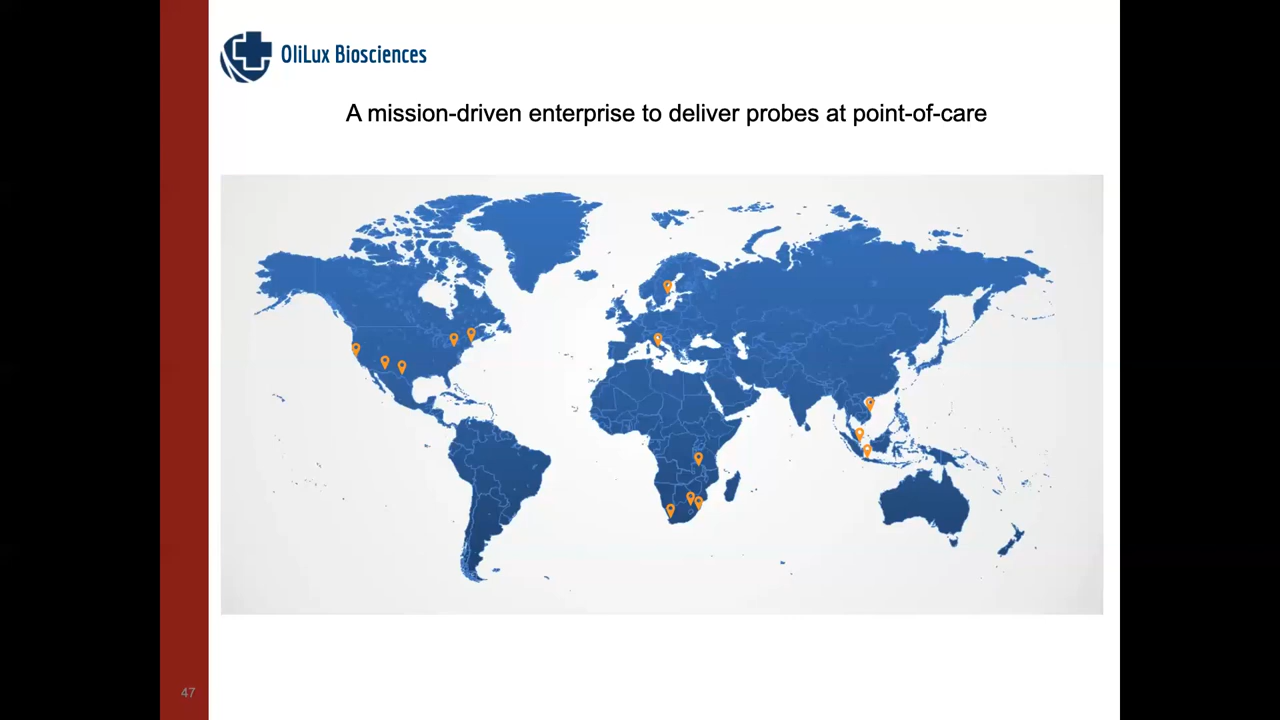 OliLux Biosciences
A mission-driven enterprise to deliver probes at point-of-care
47